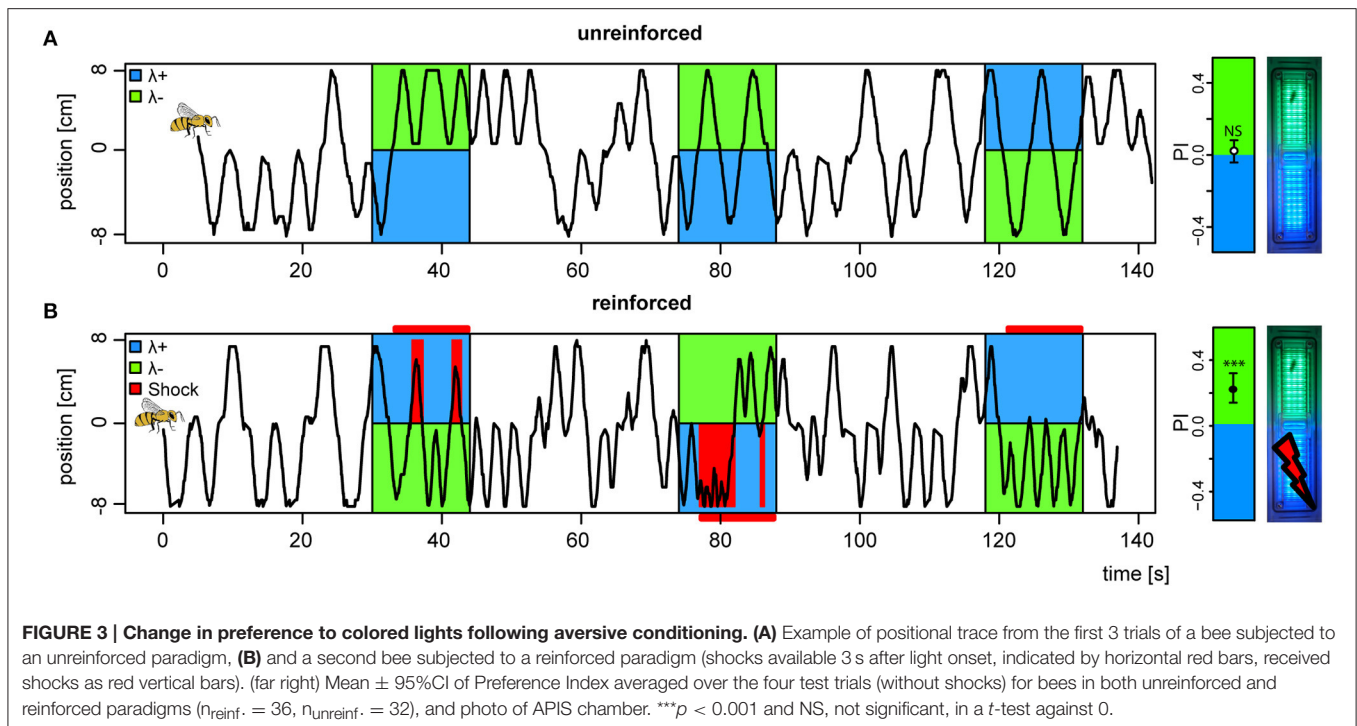 A
unreinforced
8
0
-8
position [cm]
λ+
λ-
0 20 40 60 80 100 120 140
0.4
0.0
−0.4
PI
NS
B
reinforced
8
0
-8
position [cm]
λ+
λ-
Shock
0 20 40 60 80 100 120 140
time [s]
0.4
0.0
−0.4
PI
***
FIGURE 3 | Change in preference to colored lights following aversive conditioning. (A) Example of positional trace from the first 3 trials of a bee subjected to
an unreinforced paradigm, (B) and a second bee subjected to a reinforced paradigm (shocks available 3 s after light onset, indicated by horizontal red bars, received
shocks as red vertical bars). (far right) Mean ± 95%CI of Preference Index averaged over the four test trials (without shocks) for bees in both unreinforced and
reinforced paradigms (nreinf. = 36, nunreinf. = 32), and photo of APIS chamber. ***p < 0.001 and NS, not significant, in a t-test against 0.